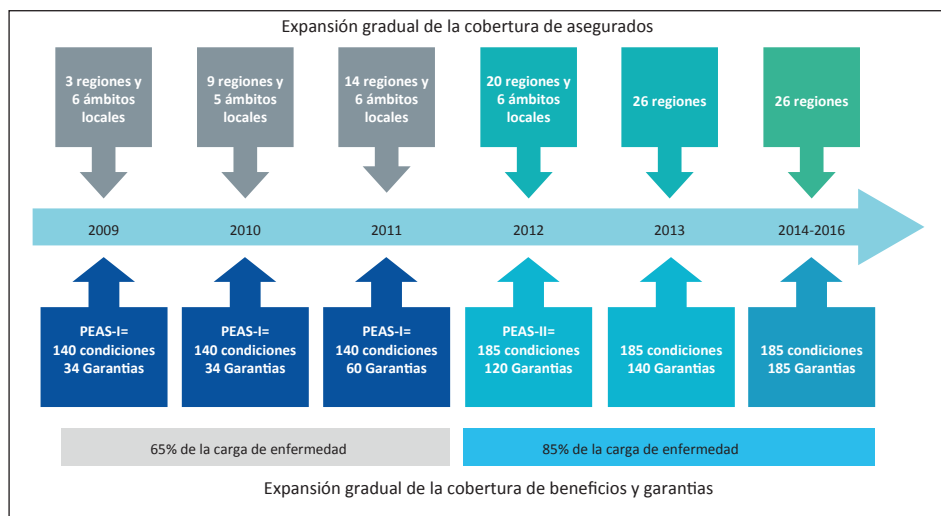 Expansión gradual de la cobertura de asegurados
3 regiones y
6 ámbitos
locales
9 regiones y
5 ámbitos
locales
14 regiones y
6 ámbitos
locales
20 regiones y
6 ámbitos
locales
26 regiones
26 regiones
2009
2010
2011
2012
2013
2014-2016
PEAS-I=
140 condiciones
34 Garantias
PEAS-I=
140 condiciones
34 Garantias
PEAS-I=
140 condiciones
60 Garantias
PEAS-II=
185 condiciones
120 Garantias
185 condiciones
140 Garantias
185 condiciones
185 Garantias
65% de la carga de enfermedad
85% de la carga de enfermedad
Expansión gradual de la cobertura de beneficios y garantias